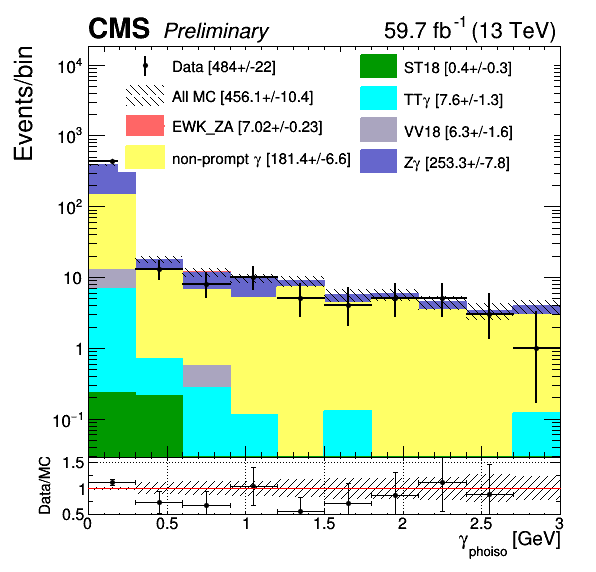 CMS Preliminary 59.7 fb⁻¹ (13 TeV)
Events/bin
Data [484+/-22]
All MC [456.1+/-10.4]
EWK_ZA [7.02+/-0.23]
non-prompt γ [181.4+/-6.6]
ST18 [0.4+/-0.3]
TTγ [7.6+/-1.3]
VV18 [6.3+/-1.6]
Zγ [253.3+/-7.8]
10⁴
10³
10²
10
1
10⁻¹
Data/MC
1.5
1
0.5
0 0.5 1 1.5 2 2.5 3
γphoiso [GeV]